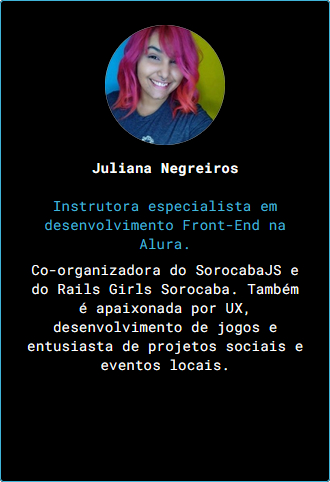 Juliana Negreiros
Instrutora especialista em
desenvolvimento Front-End na
Alura.
Co-organizadora do SorocabaJS e
do Rails Girls Sorocaba. Também
é apaixonada por UX,
desenvolvimento de jogos e
entusiasta de projetos sociais e
eventos locais.